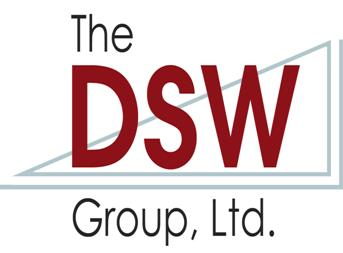 The
DSW
Group, Ltd.